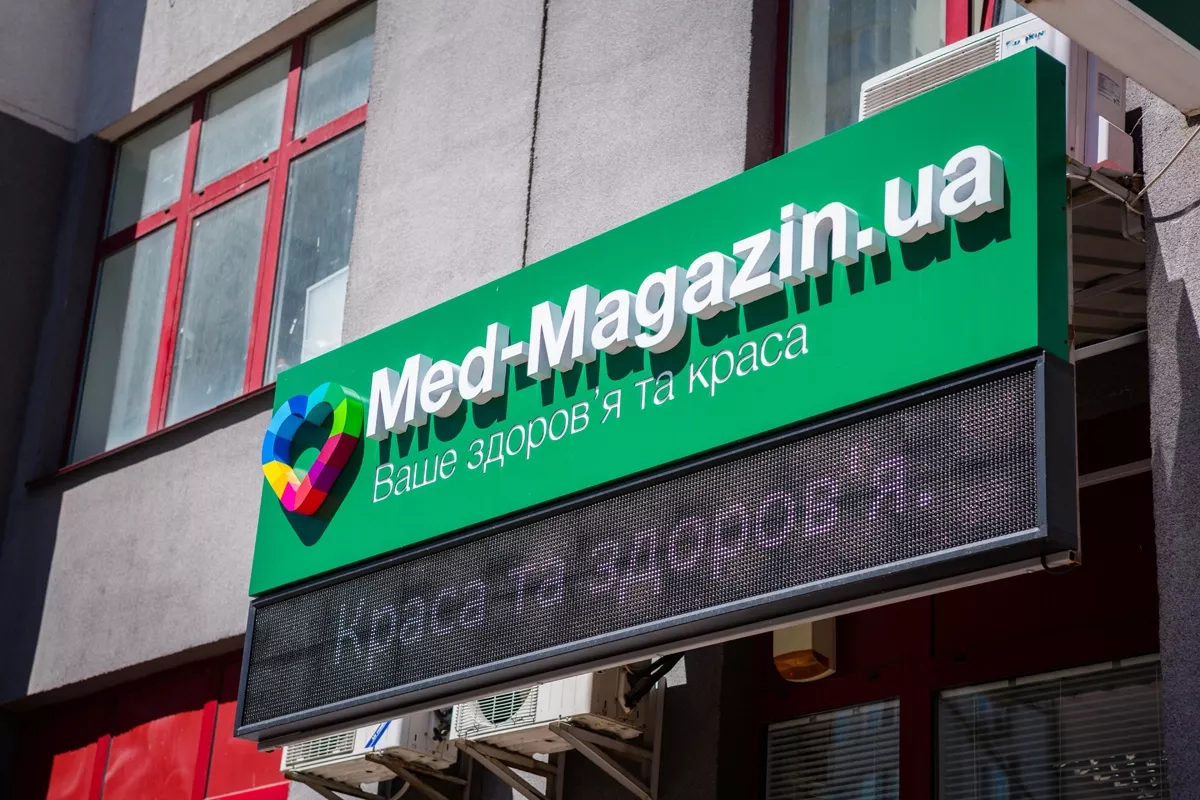 Med-Magazin.ua
Ваше здоров'я та краса
Краса та здоров'я.